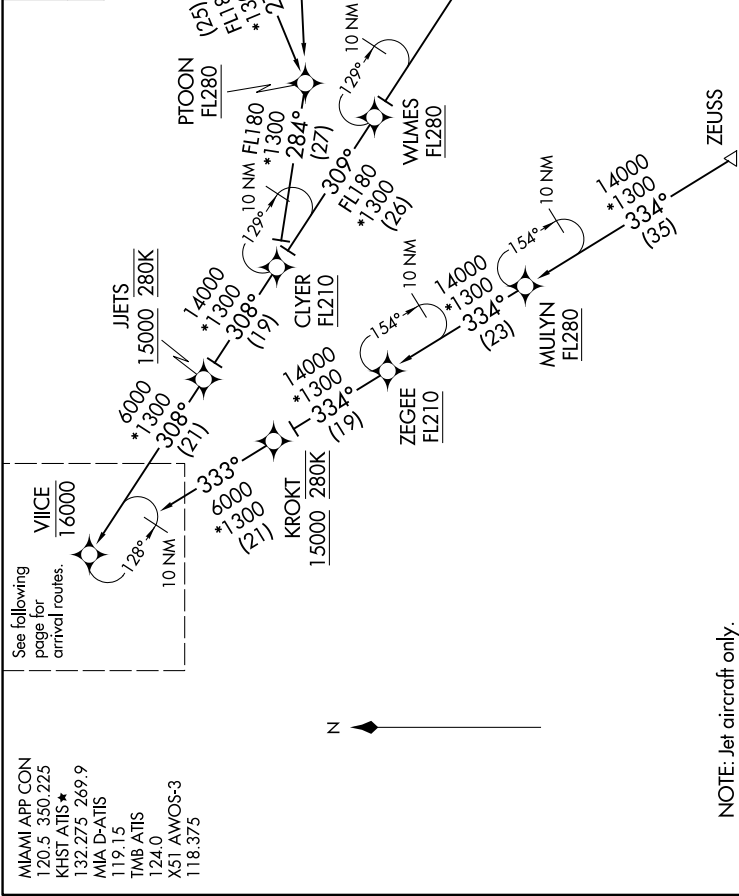 MIAMI APP CON
120.5 350.225
KHST ATIS★
132.275 269.9
MIA D-ATIS
119.15
TMB ATIS
124.0
X51 AWOS-3
118.375
See following
page for
arrival routes.
VIICE
16000
128°
10 NM
6000
*1300
308°
(21)
JJETS
15000 280K
14000
*1300
308°
(19)
CLYER
FL210
129°
10 NM
PTOON
FL280
FL180
*1300
284°
(27)
(25)
309°
FL180
*1300
(26)
WLMES
FL280
129°
10 NM
333°
6000
*1300
(21)
KROKT
15000 280K
14000
*1300
334°
(19)
ZEGEE
FL210
154°
10 NM
14000
*1300
334°
(23)
MULYN
FL280
154°
10 NM
14000
*1300
334°
(35)
ZEUSS
N
NOTE: Jet aircraft only.